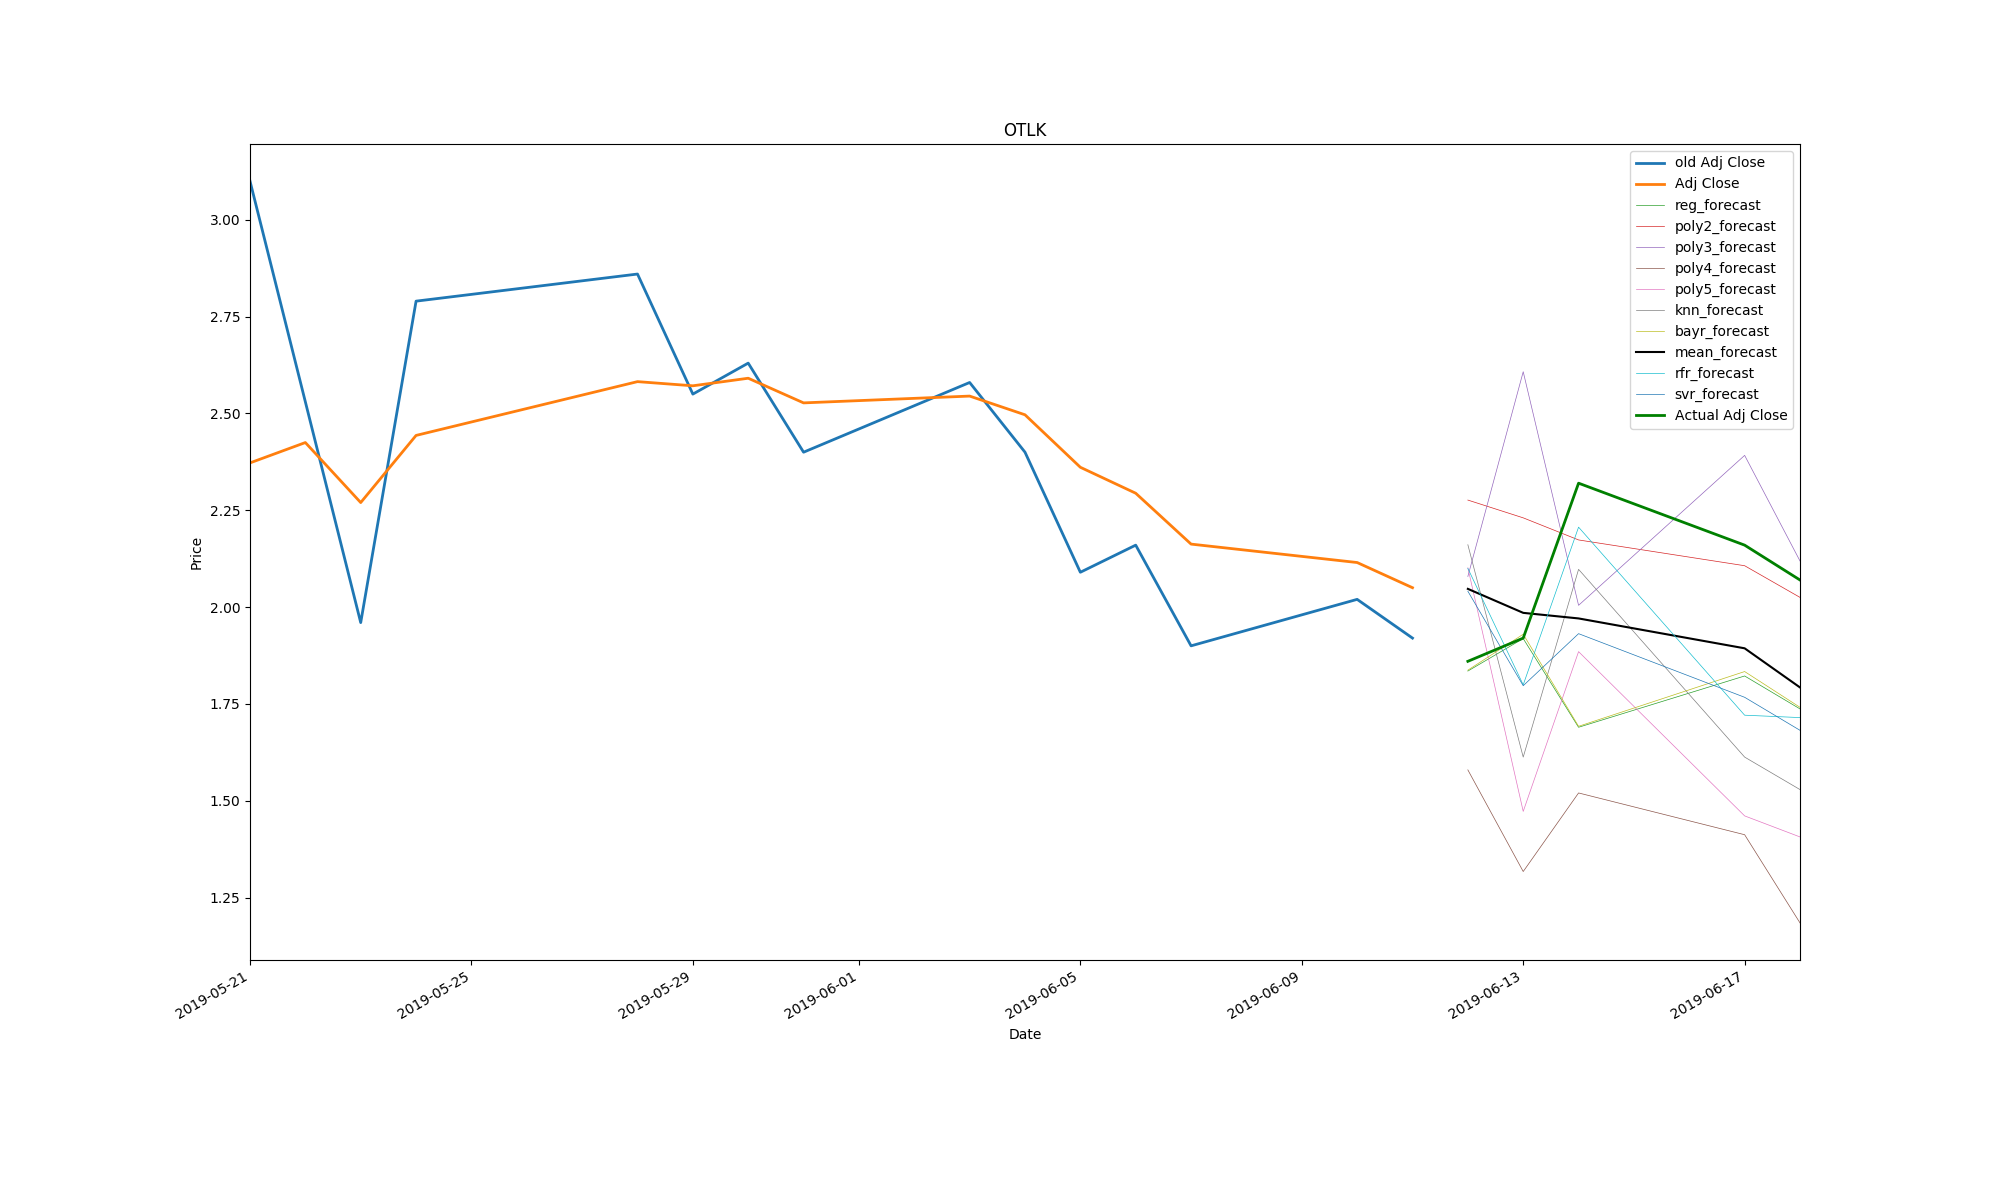 OTLK
old Adj Close
Adj Close
reg_forecast
poly2_forecast
poly3_forecast
poly4_forecast
poly5_forecast
knn_forecast
bayr_forecast
mean_forecast
rfr_forecast
svr_forecast
Actual Adj Close
3.00
2.75
2.50
2.25
2.00
1.75
1.50
1.25
Price
2019-05-21
2019-05-25
2019-05-29
2019-06-01
2019-06-05
2019-06-09
2019-06-13
2019-06-17
Date